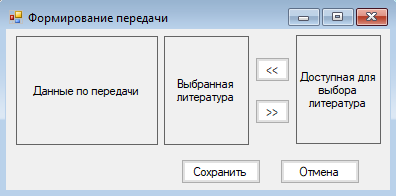 Формирование передачи
Данные по передачи
Выбранная
литература
<<
>>
Доступная для
выбора
литература
Сохранить
Отмена